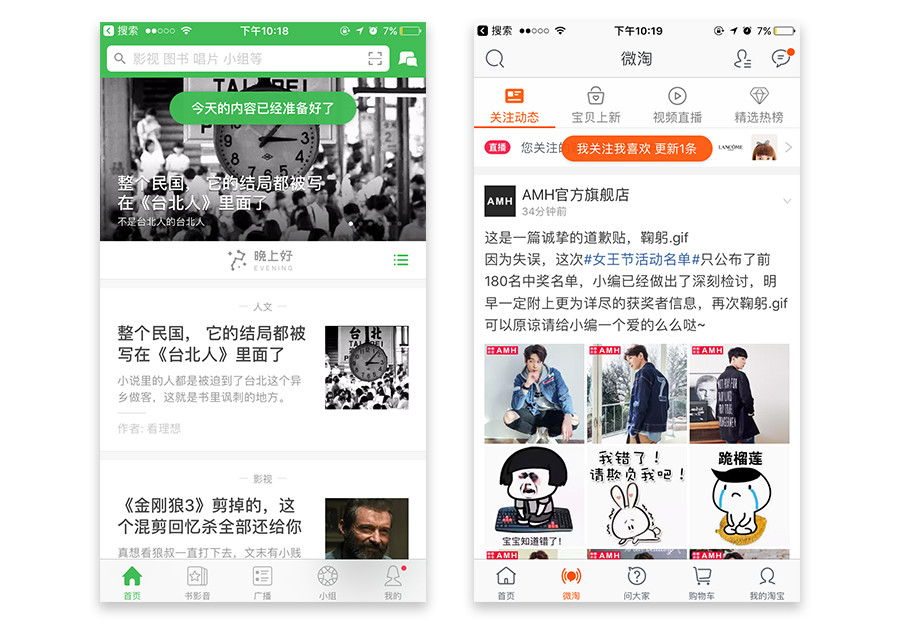 搜索
下午10:18
7%
影视 图书 唱片 小组等
今天的内容已经准备好了
整个民国， 它的结局都被写
在《台北人》里面了
不是台北人的台北人
晚上好
EVENING
人文
整个民国， 它的结局都被
写在《台北人》里面了
小说里的人都是被迫到了台北这个异
乡做客，这就是书里讽刺的地方。
作者: 看理想
影视
《金刚狼3》剪掉的，这
个混剪回忆杀全部还给你
真想看狼叔一直打下去，文末有小贱
首页
书影音
广播
小组
我的
搜索
下午10:19
7%
微淘
关注动态
宝贝上新
视频直播
精选热榜
直播
您关注的
我关注我喜欢 更新1条
LANCOME
AMH
AMH官方旗舰店
34分钟前
这是一篇诚挚的道歉贴，鞠躬.gif
因为失误，这次#女王节活动名单#只公布了前
180名中奖名单，小编已经做出了深刻检讨，明
早一定附上更为详尽的获奖者信息，再次鞠躬.gif
可以原谅请给小编一个爱的么么哒~
AMH
AMH
AMH
宝宝知道错了!
我错了！
请欺负我吧！
跪榴莲
AMH
AMH
AMH
首页
微淘
问大家
购物车
我的淘宝